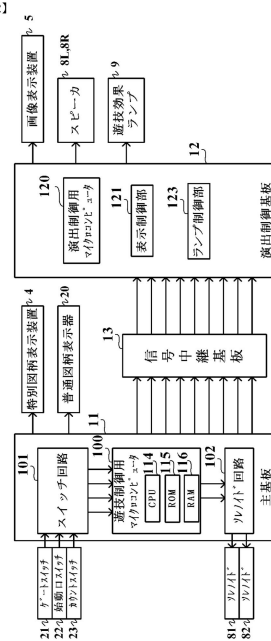 】
5
画像表示装置
8L,8R
スピーカ
9
遊技効果
ランプ
12
120
演出制御用
マイクロコンピュータ
121
表示制御部
123
ランプ制御部
演出制御基板
4
特別図柄表示装置
20
普通図柄表示器
13
信号中継基板
11
101
スイッチ回路
100
遊技制御用
マイクロコンピュータ
114
CPU
115
ROM
116
RAM
102
ソレノイド回路
主基板
21
ゲートスイッチ
22
始動口スイッチ
23
カウントスイッチ
81
ソレノイド
82
ソレノイド